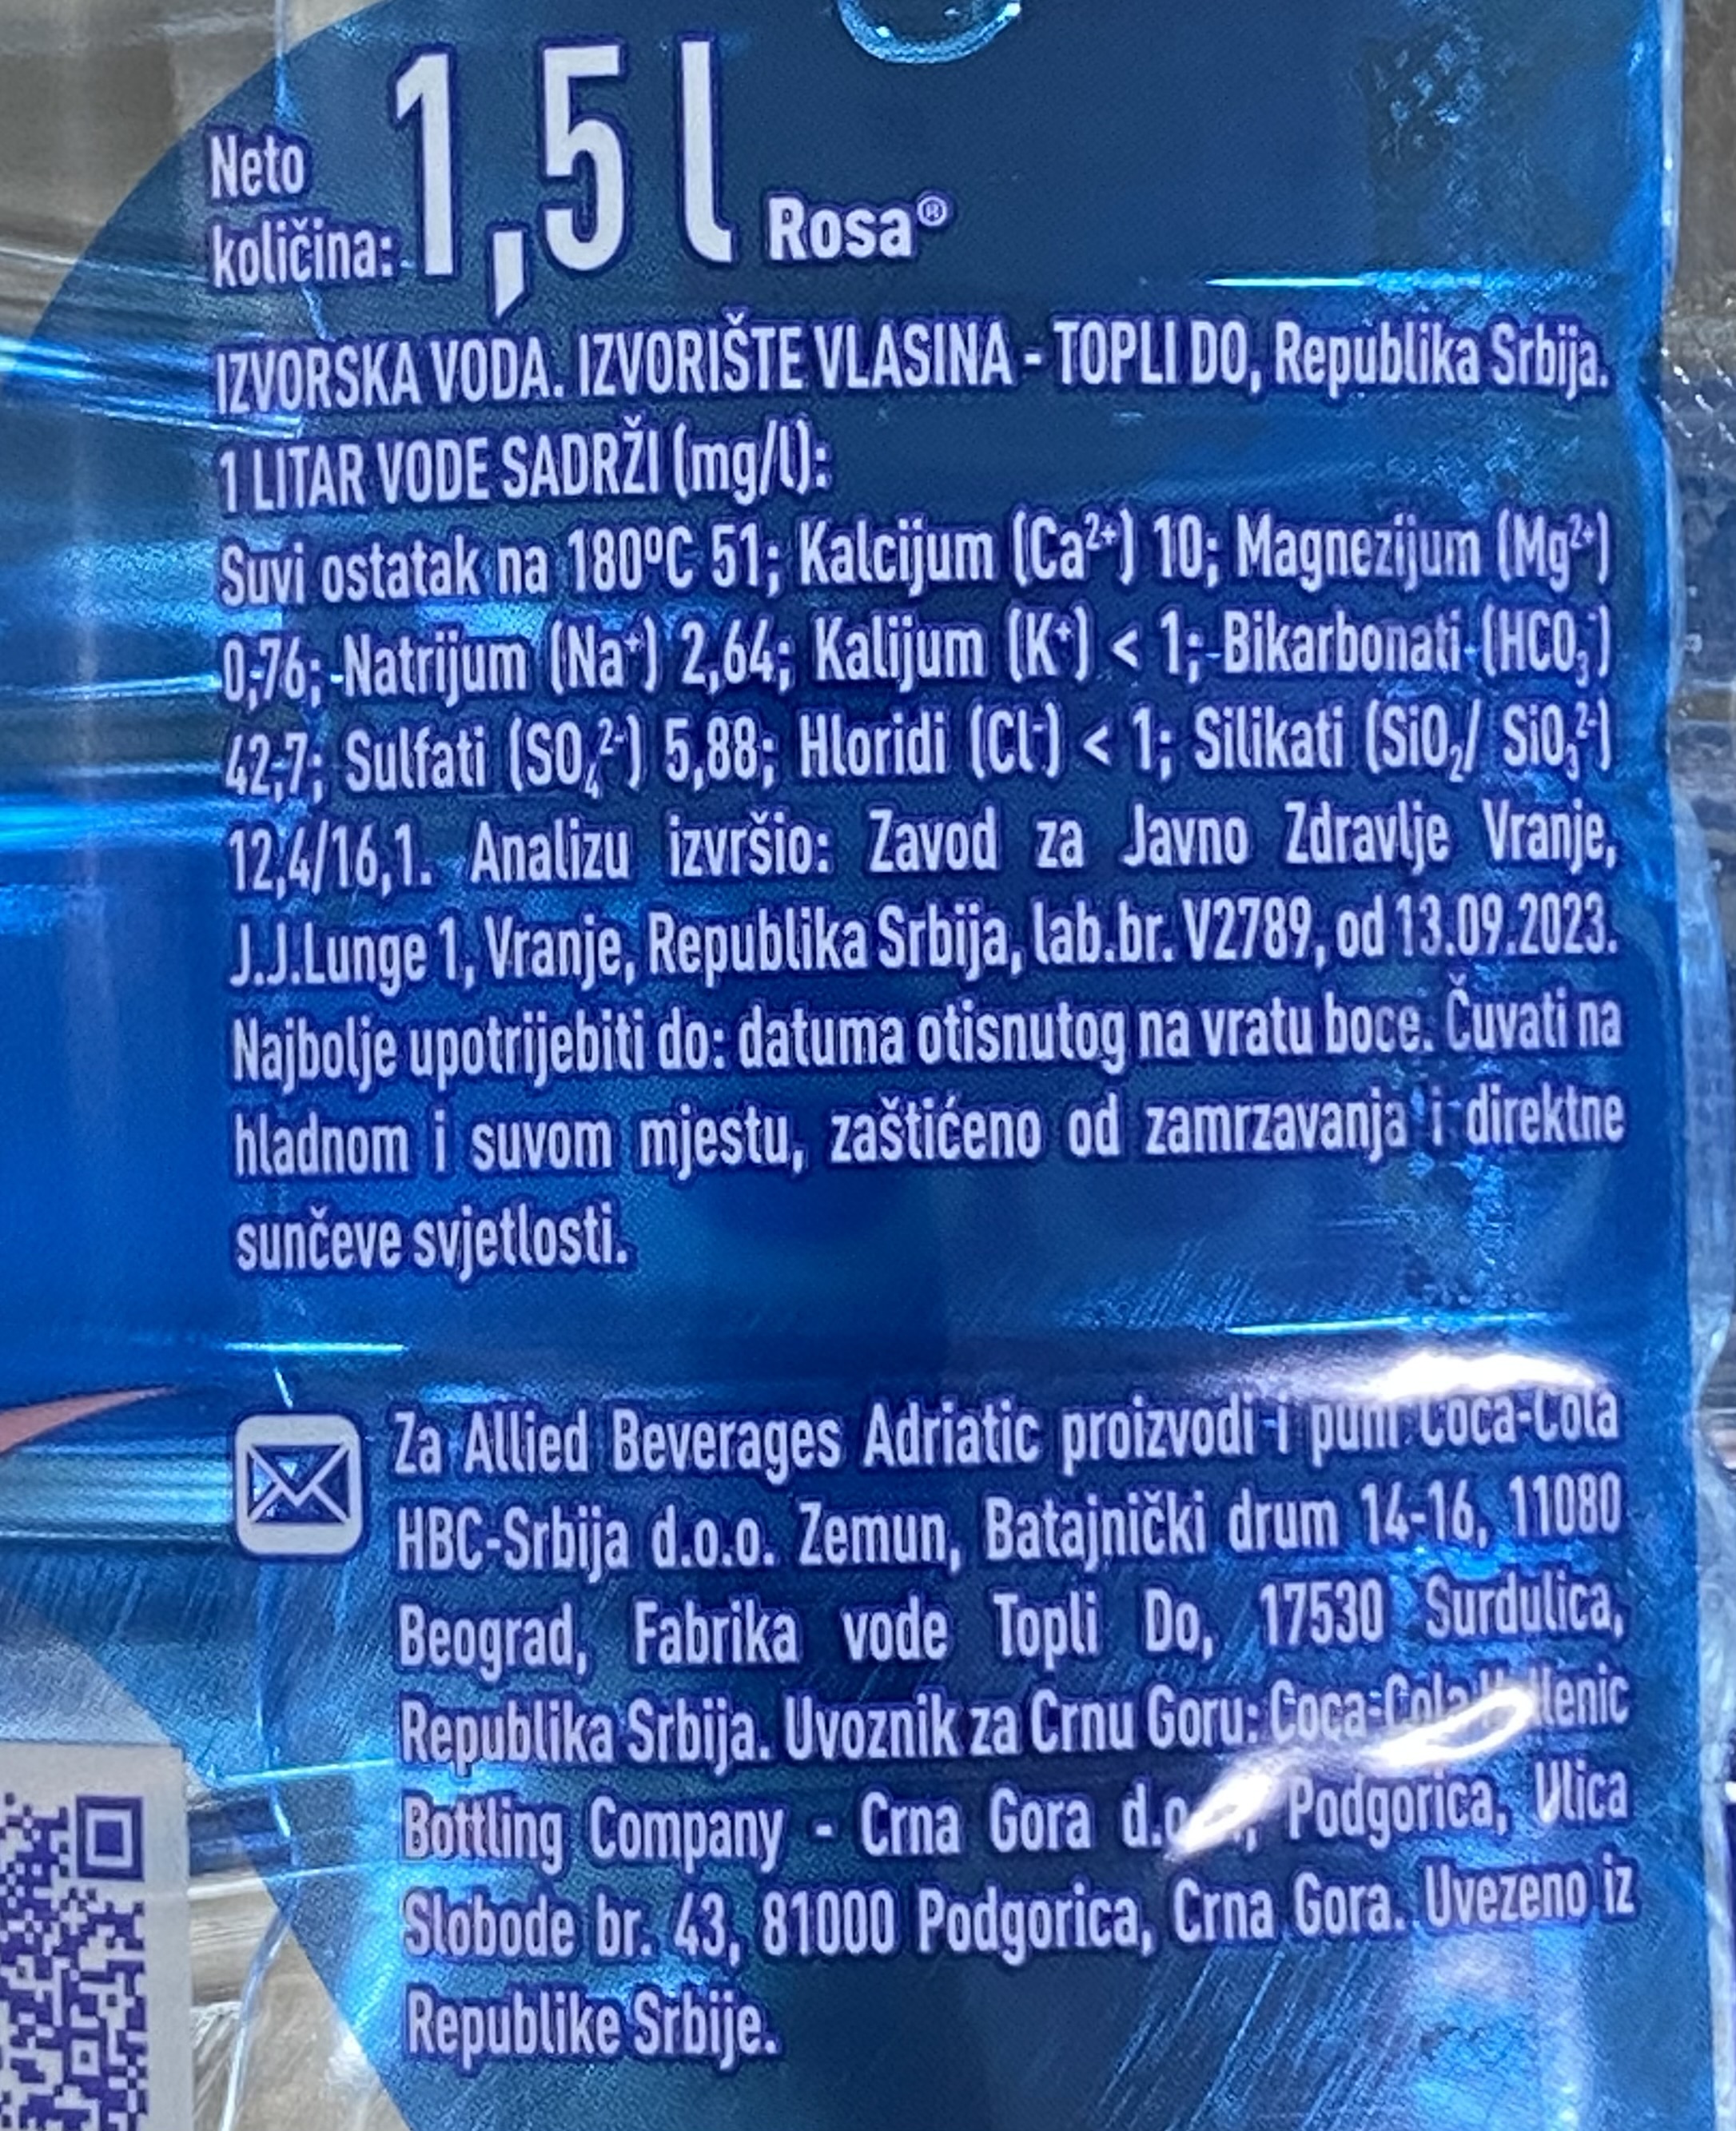 Neto
količina: 1,5 l Rosa®
IZVORSKA VODA. IZVORIŠTE VLASINA - TOPLI DO, Republika Srbija.
1 LITAR VODE SADRŽI (mg/l):
Suvi ostatak na 180ºC 51; Kalcijum (Ca²⁺) 10; Magnezijum (Mg²⁺)
0,76; Natrijum (Na⁺) 2,64; Kalijum (K⁺) < 1; Bikarbonati (HCO₃⁻)
42,7; Sulfati (SO₄²⁻) 5,88; Hloridi (Cl⁻) < 1; Silikati (SiO₂/ SiO₃²⁻)
12,4/16,1. Analizu izvršio: Zavod za Javno Zdravlje Vranje,
J.J.Lunge 1, Vranje, Republika Srbija, lab.br. V2789, od 13.09.2023.
Najbolje upotrijebiti do: datuma otisnutog na vratu boce. Čuvati na
hladnom i suvom mjestu, zaštićeno od zamrzavanja i direktne
sunčeve svjetlosti.
Za Allied Beverages Adriatic proizvodi i puni Coca-Cola
HBC-Srbija d.o.o. Zemun, Batajnički drum 14-16, 11080
Beograd, Fabrika vode Topli Do, 17530 Surdulica,
Republika Srbija. Uvoznik za Crnu Goru: Coca-Cola
Bottling Company - Crna Gora Podgorica, Ulica
Slobode br. 43, 81000 Podgorica, Crna Gora. Uvezeno iz
Republike Srbije.